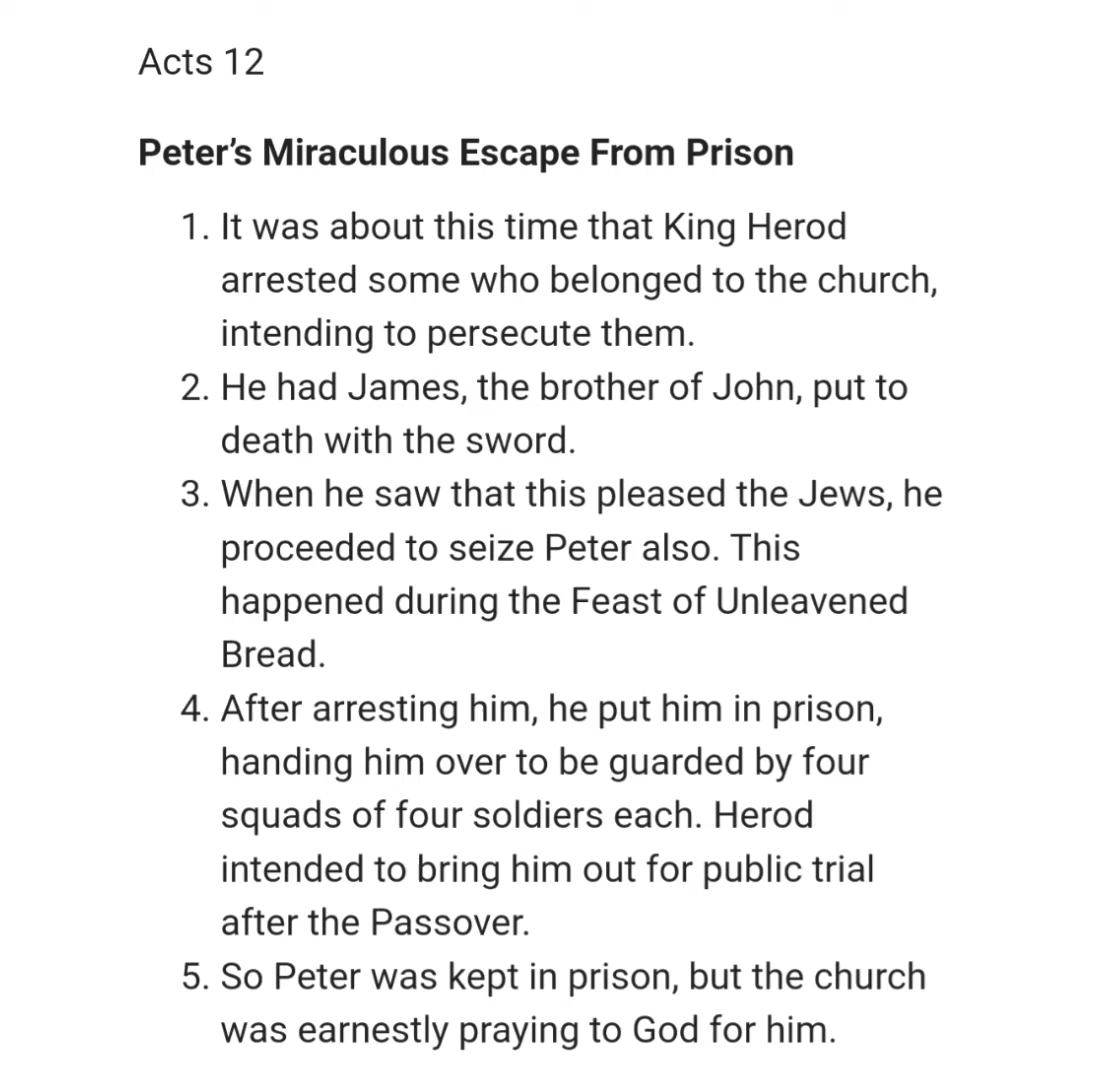 Acts 12
Peter’s Miraculous Escape From Prison
1. It was about this time that King Herod
arrested some who belonged to the church,
intending to persecute them.
2. He had James, the brother of John, put to
death with the sword.
3. When he saw that this pleased the Jews, he
proceeded to seize Peter also. This
happened during the Feast of Unleavened
Bread.
4. After arresting him, he put him in prison,
handing him over to be guarded by four
squads of four soldiers each. Herod
intended to bring him out for public trial
after the Passover.
5. So Peter was kept in prison, but the church
was earnestly praying to God for him.